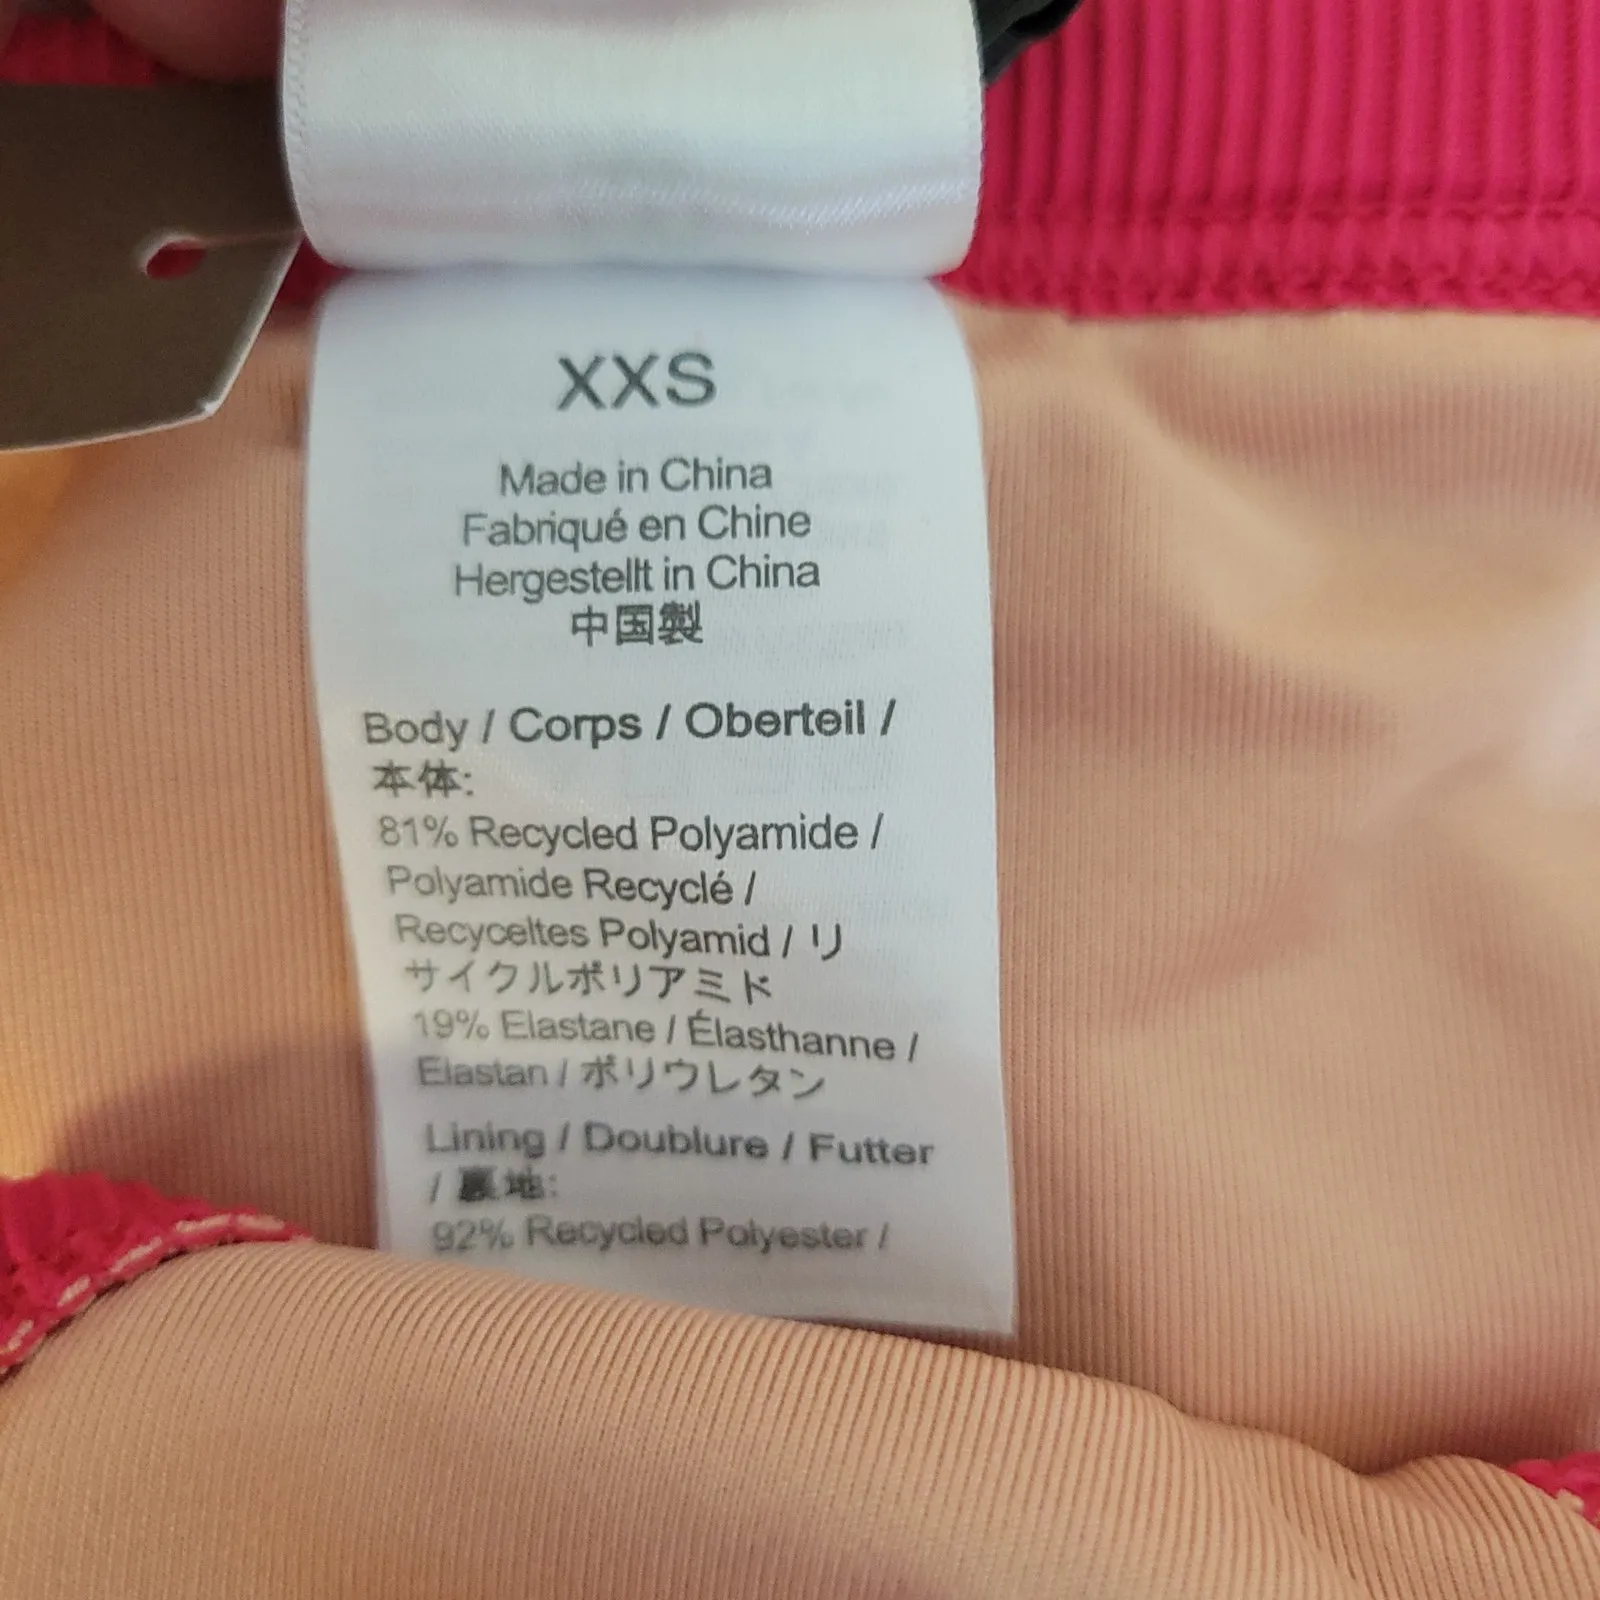 XXS
Made in China
Fabriqué en Chine
Hergestellt in China
中国製
Body / Corps / Oberteil /
本体:
81% Recycled Polyamide /
Polyamide Recyclé /
Recyceltes Polyamid / リ
サイクルポリアミド
19% Elastane / Élasthanne /
Elastan / ポリウレタン
Lining / Doublure / Futter
/ 裏地:
92% Recycled Polyester /